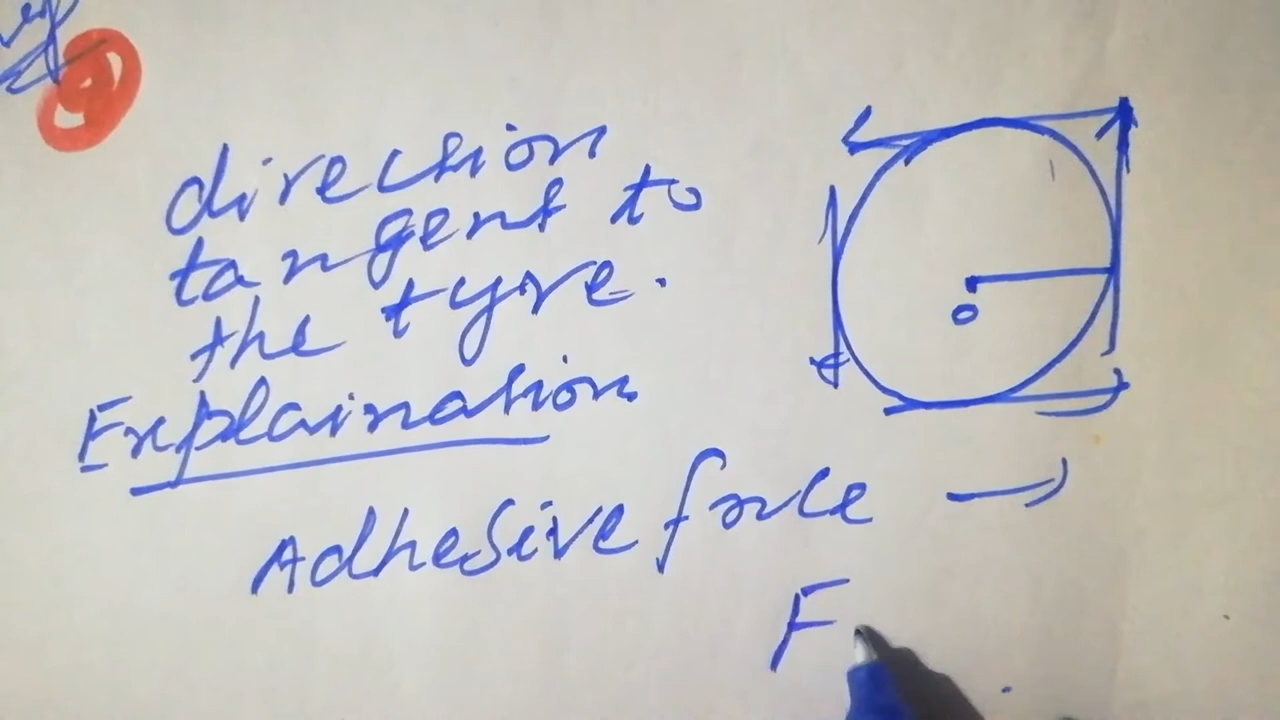 direction
tangent to
the tyre.
Explaination
Adhesive force →
F
o